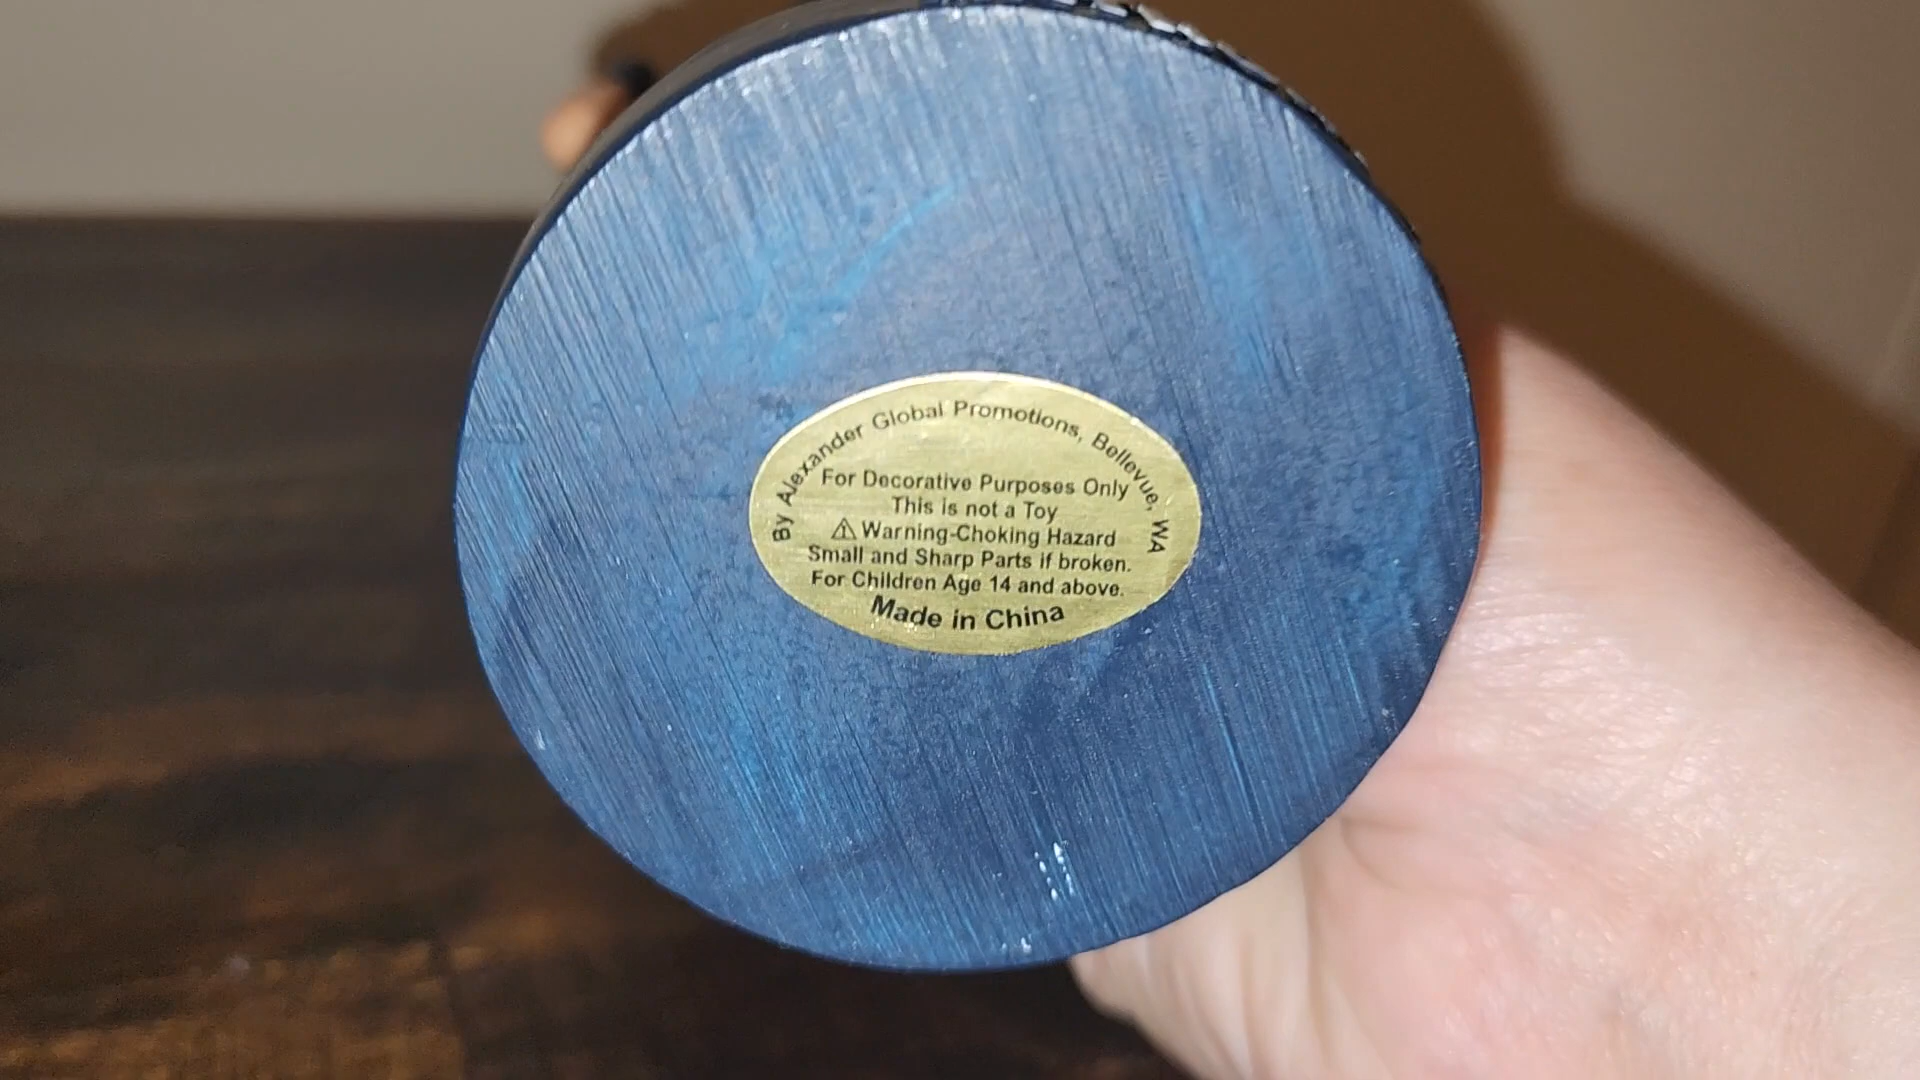 By Alexander Global Promotions, Bellevue, WA
For Decorative Purposes Only
This is not a Toy
⚠ Warning-Choking Hazard
Small and Sharp Parts if broken.
For Children Age 14 and above.
Made in China